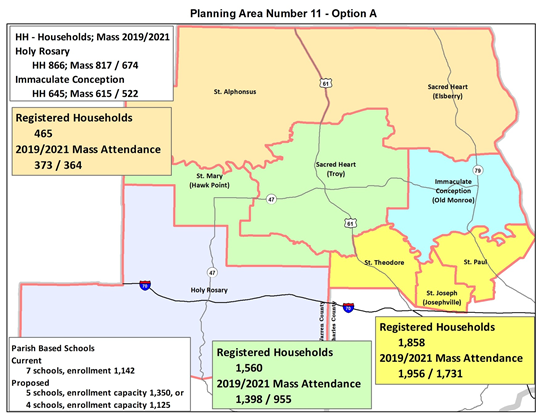 Planning Area Number 11 - Option A
HH - Households; Mass 2019/2021
Holy Rosary
HH 866; Mass 817 / 674
Immaculate Conception
HH 645; Mass 615 / 522
Registered Households
465
2019/2021 Mass Attendance
373 / 364
St. Alphonsus
61
Sacred Heart
(Elsberry)
St. Mary
(Hawk Point)
Sacred Heart
(Troy)
79
Immaculate
Conception
(Old Monroe)
47
61
St. Theodore
St. Paul
St. Joseph
(Josephville)
47
70
Holy Rosary
70
Warren County
Charles County
Parish Based Schools
Current
7 schools, enrollment 1,142
Proposed
5 schools, enrollment capacity 1,350, or
4 schools, enrollment capacity 1,125
Registered Households
1,560
2019/2021 Mass Attendance
1,398 / 955
Registered Households
1,858
2019/2021 Mass Attendance
1,956 / 1,731